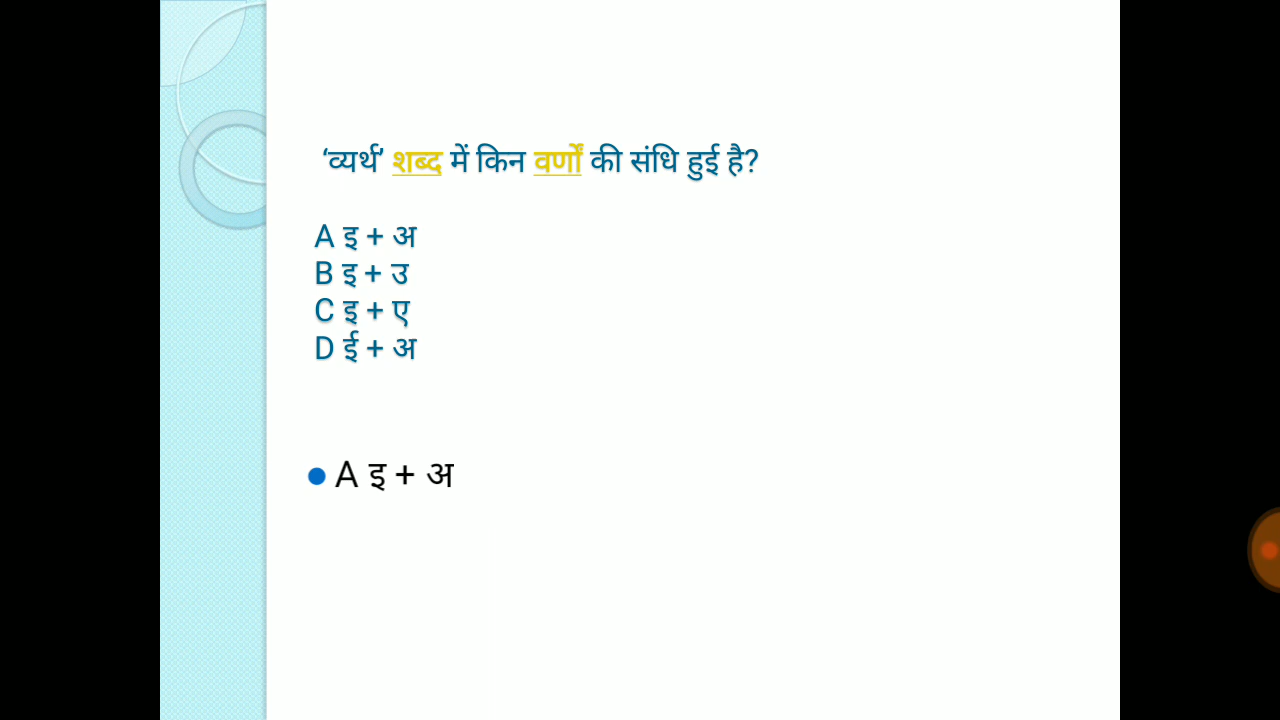 ‘व्यर्थ’ शब्द में किन वर्णों की संधि हुई है?
A इ + अ
B इ + उ
C इ + ए
D ई + अ
A इ + अ